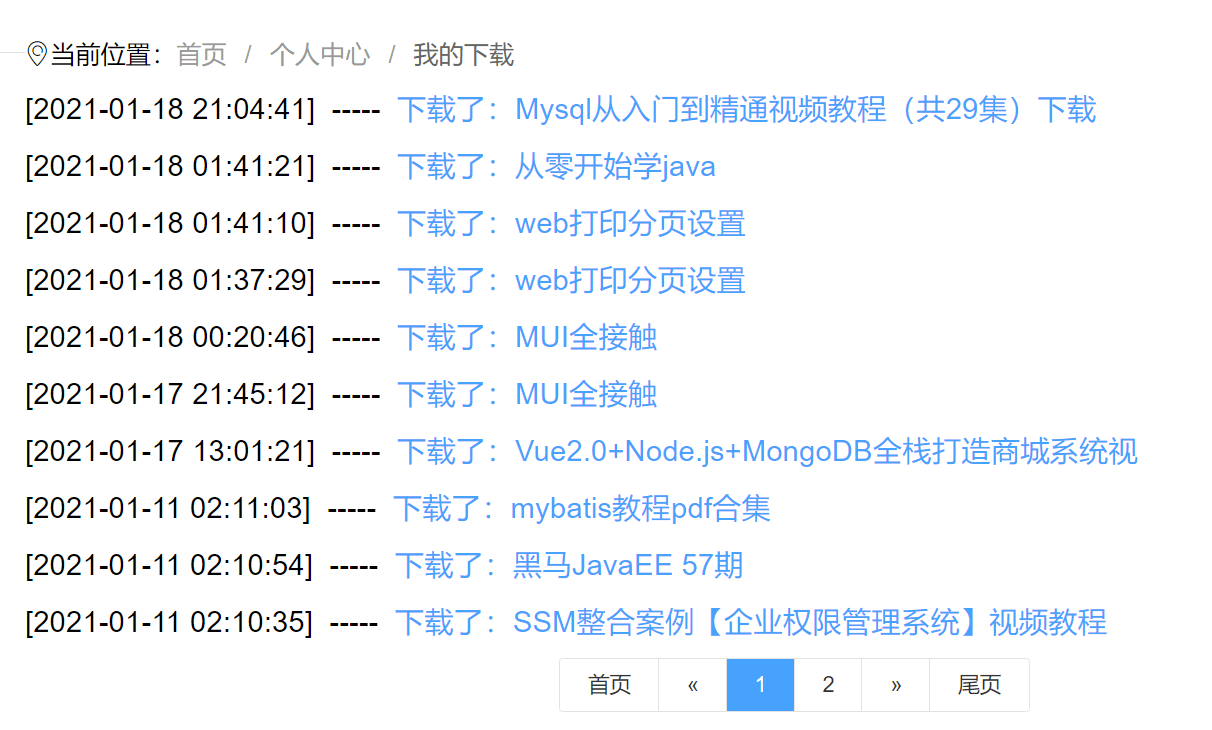 当前位置：首页 / 个人中心 / 我的下载
[2021-01-18 21:04:41] ----- 下载了：Mysql从入门到精通视频教程（共29集）下载
[2021-01-18 01:41:21] ----- 下载了：从零开始学java
[2021-01-18 01:41:10] ----- 下载了：web打印分页设置
[2021-01-18 01:37:29] ----- 下载了：web打印分页设置
[2021-01-18 00:20:46] ----- 下载了：MUI全接触
[2021-01-17 21:45:12] ----- 下载了：MUI全接触
[2021-01-17 13:01:21] ----- 下载了：Vue2.0+Node.js+MongoDB全栈打造商城系统视
[2021-01-11 02:11:03] ----- 下载了：mybatis教程pdf合集
[2021-01-11 02:10:54] ----- 下载了：黑马JavaEE 57期
[2021-01-11 02:10:35] ----- 下载了：SSM整合案例【企业权限管理系统】视频教程
首页 « 1 2 » 尾页